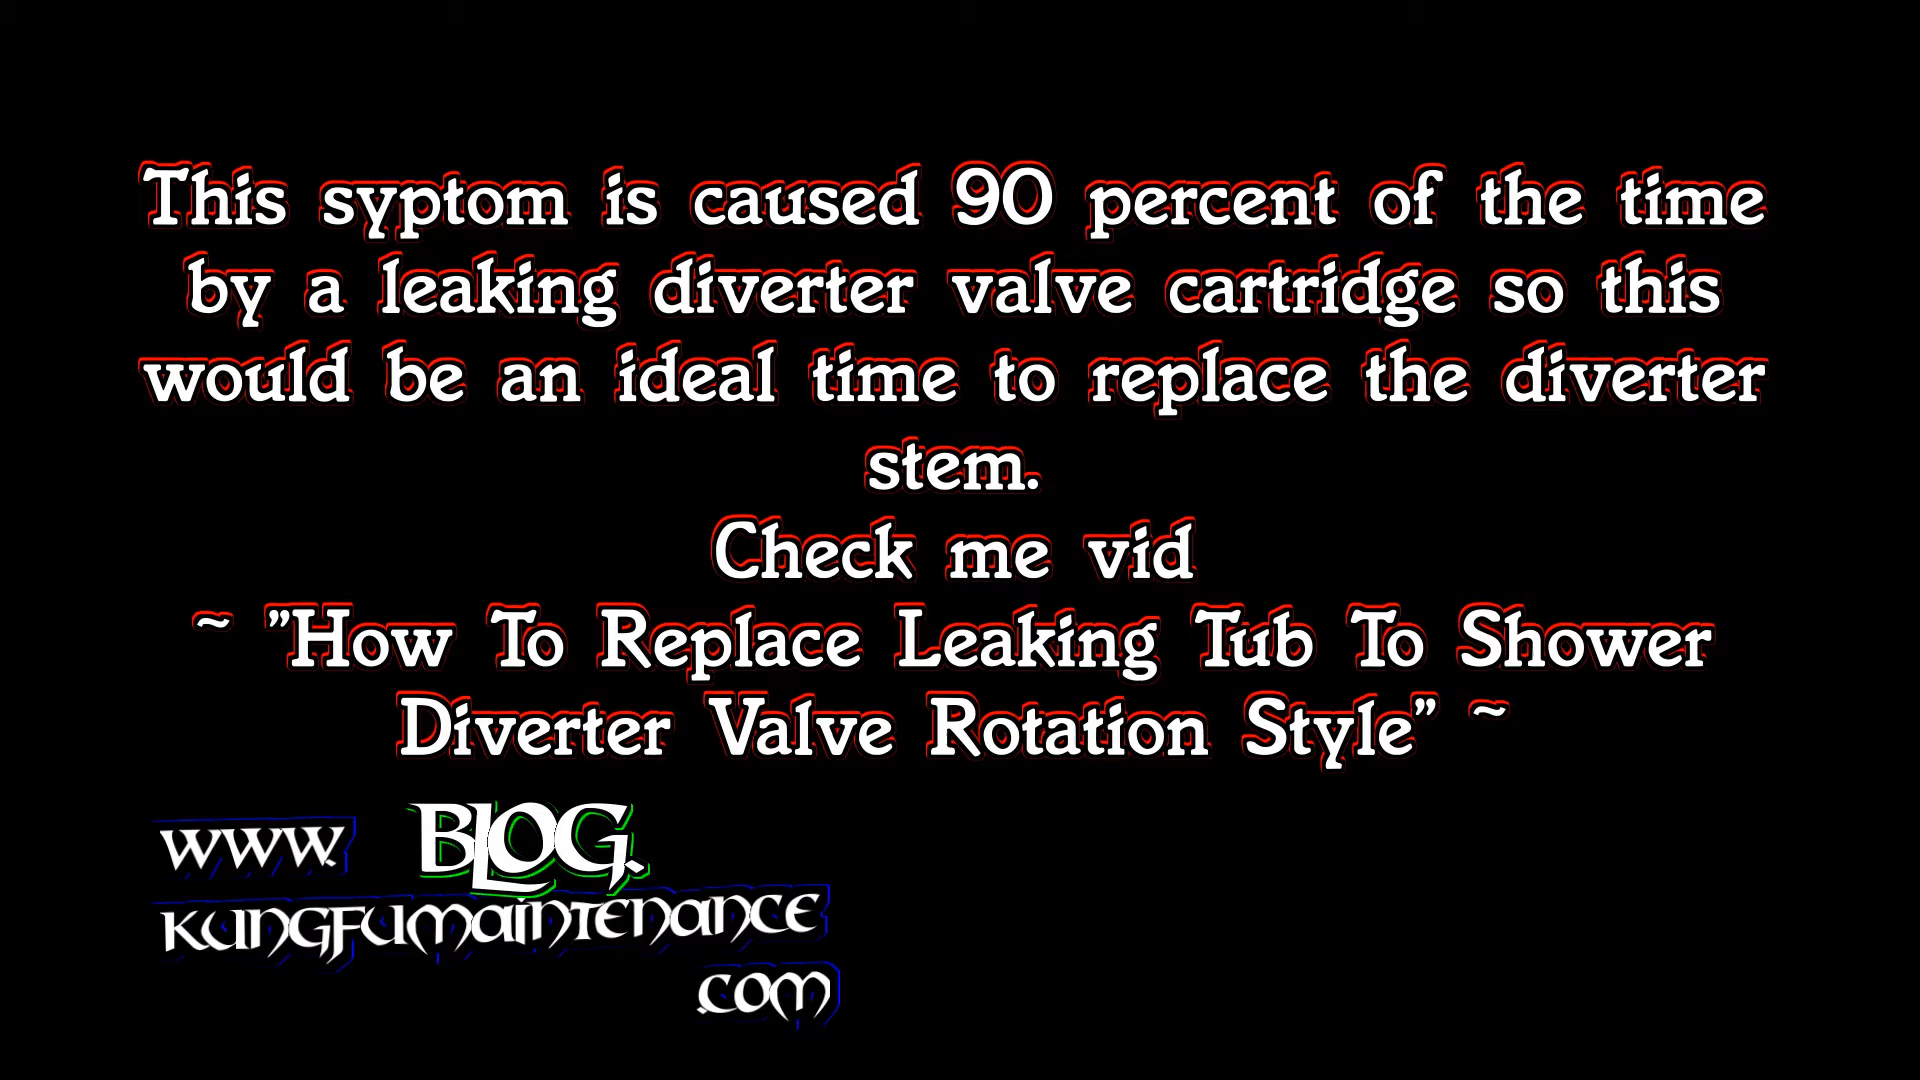 This syptom is caused 90 percent of the time
by a leaking diverter valve cartridge so this
would be an ideal time to replace the diverter
stem.
Check me vid
~ "How To Replace Leaking Tub To Shower
Diverter Valve Rotation Style" ~
www. BLOG.
kungfumaintenance
.com